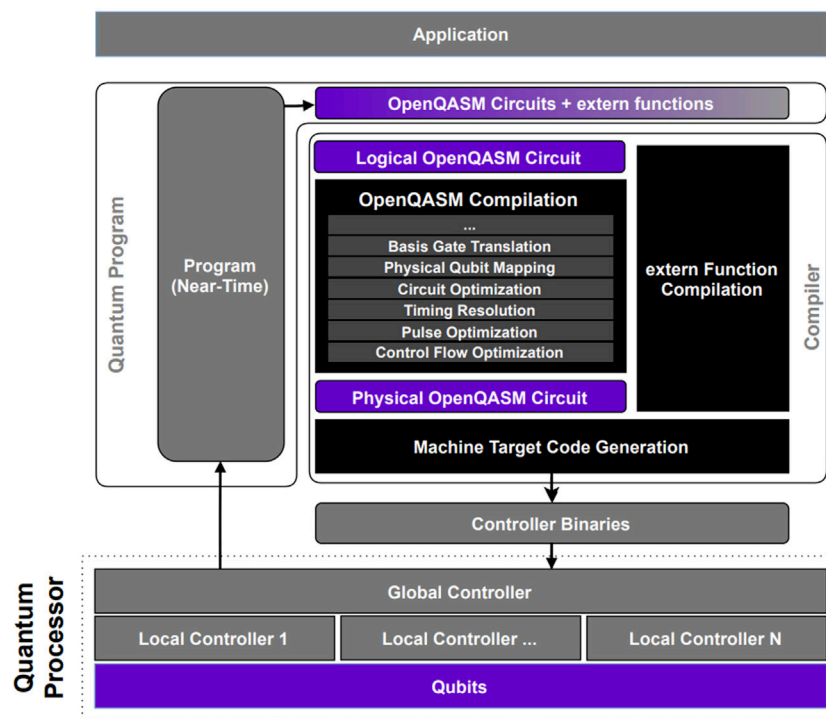 Application
Quantum Program
Program
(Near-Time)
OpenQASM Circuits + extern functions
Logical OpenQASM Circuit
OpenQASM Compilation
...
Basis Gate Translation
Physical Qubit Mapping
Circuit Optimization
Timing Resolution
Pulse Optimization
Control Flow Optimization
Physical OpenQASM Circuit
extern Function
Compilation
Compiler
Machine Target Code Generation
Controller Binaries
Quantum
Processor
Global Controller
Local Controller 1
Local Controller ...
Local Controller N
Qubits